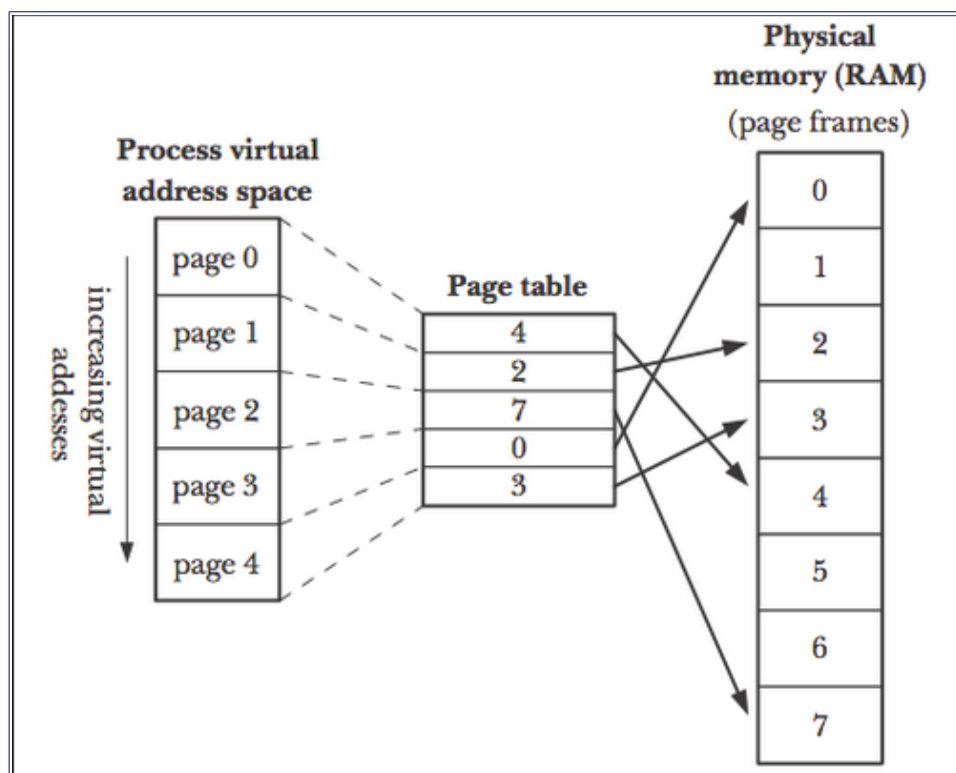 Physical
memory (RAM)
(page frames)
Process virtual
address space
page 0
page 1
page 2
page 3
page 4
increasing virtual
addesses
Page table
4
2
7
0
3
0
1
2
3
4
5
6
7